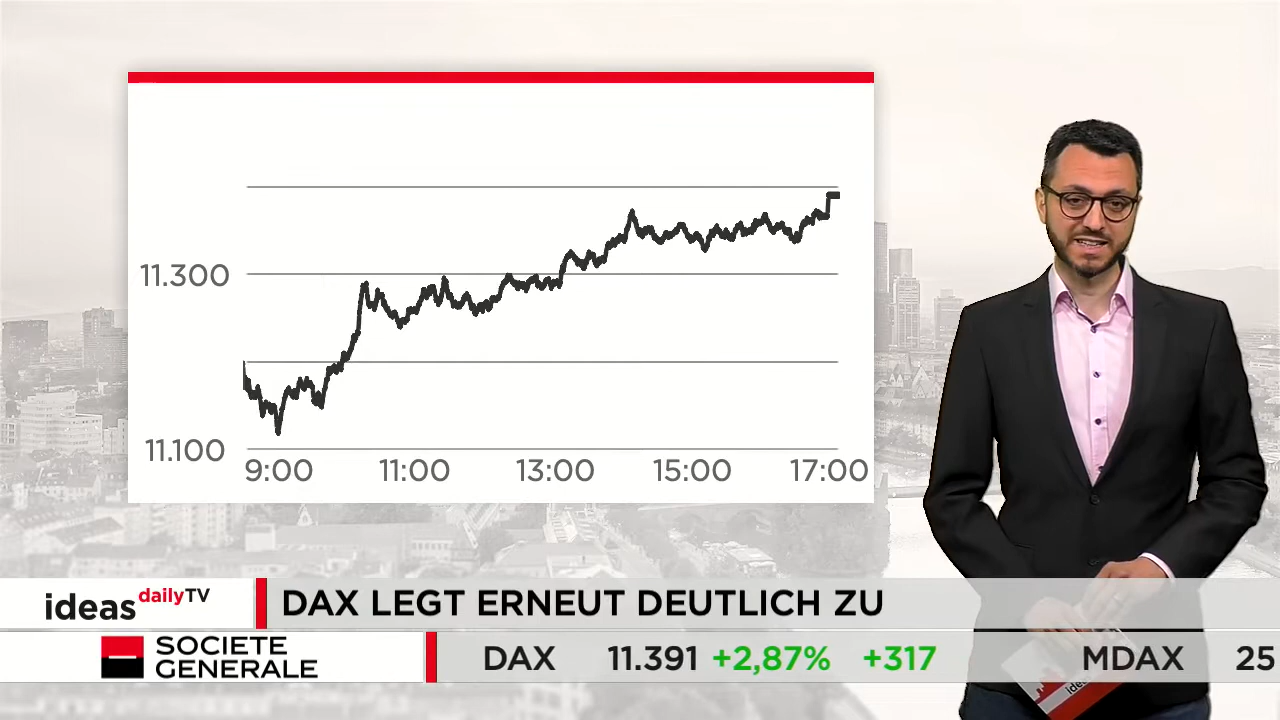 11.300
11.100
9:00 11:00 13:00 15:00 17:00
ideas dailyTV
DAX LEGT ERNEUT DEUTLICH ZU
SOCIETE
GENERALE
DAX 11.391 +2,87% +317 MDAX 25
ideas